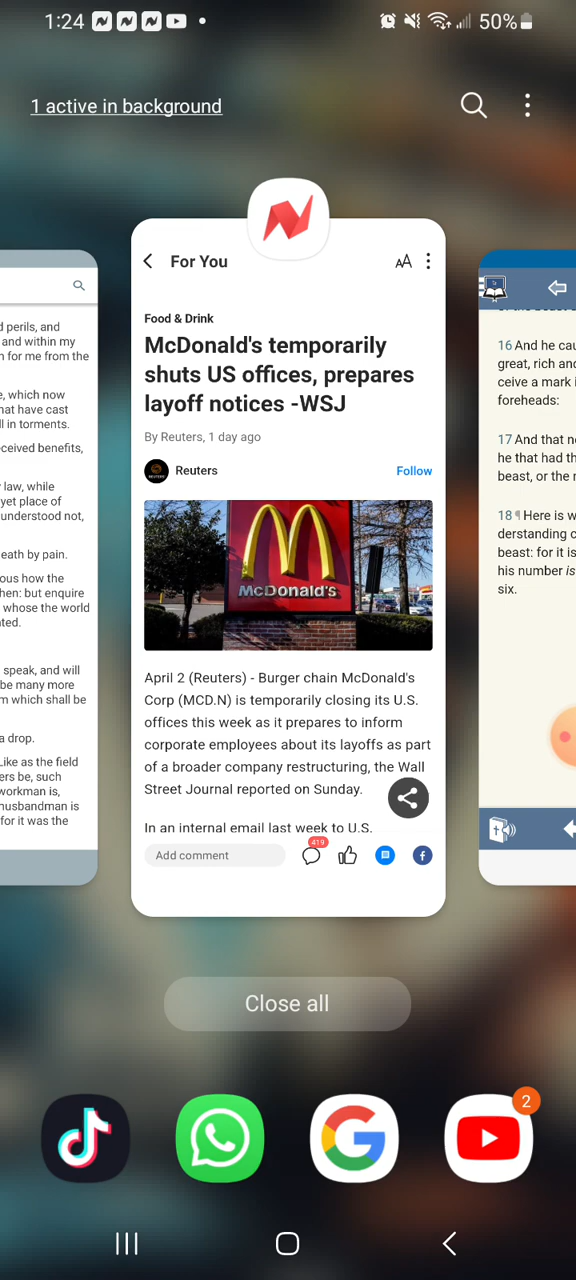 1:24
50%
1 active in background
For You
AA
Food & Drink
McDonald's temporarily
shuts US offices, prepares
layoff notices -WSJ
By Reuters, 1 day ago
Reuters
Follow
McDonald's
April 2 (Reuters) - Burger chain McDonald's
Corp (MCD.N) is temporarily closing its U.S.
offices this week as it prepares to inform
corporate employees about its layoffs as part
of a broader company restructuring, the Wall
Street Journal reported on Sunday.
In an internal email last week to U.S.
Add comment
419
d perils, and
and within my
n for me from the
e, which now
hat have cast
ll in torments.
ceived benefits,
law, while
yet place of
understood not,
eath by pain.
ous how the
hen: but enquire
whose the world
ted.
speak, and will
be many more
m which shall be
a drop.
Like as the field
ers be, such
workman is,
husbandman is
for it was the
16 And he cau
great, rich and
ceive a mark i
foreheads:
17 And that n
he that had th
beast, or the n
18 ¶ Here is w
derstanding c
beast: for it is
his number is
six.
Close all
2